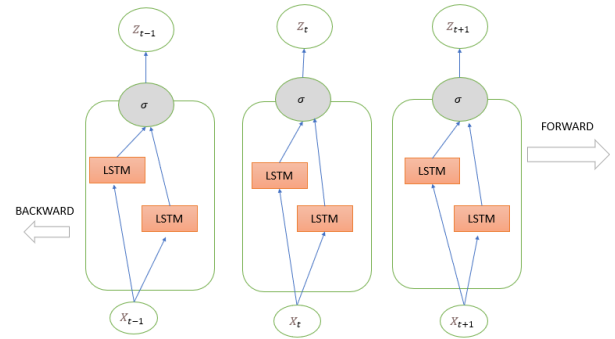 Z_{t-1} Z_t Z_{t+1}
σ σ σ
FORWARD
LSTM LSTM LSTM
BACKWARD
LSTM LSTM LSTM
X_{t-1} X_t X_{t+1}